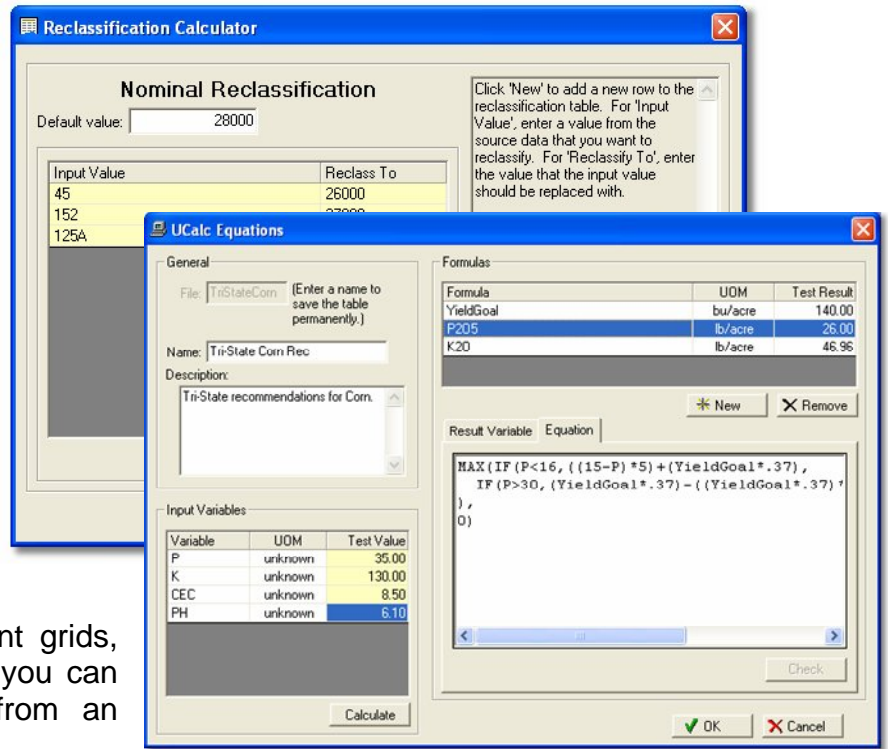 Reclassification Calculator
Nominal Reclassification
Default value: 28000
Input Value Reclass To
45 26000
152
125A
Click 'New' to add a new row to the
reclassification table. For 'Input
Value', enter a value from the
source data that you want to
reclassify. For 'Reclassify To', enter
the value that the input value
should be replaced with.
UCalc Equations
General
File: TriStateCorn (Enter a name to
save the table
permanently.)
Name: Tri-State Corn Rec
Description:
Tri-State recommendations for Corn.
Input Variables
Variable UOM Test Value
P unknown 35.00
K unknown 130.00
CEC unknown 8.50
PH unknown 6.10
Calculate
Formulas
Formula UOM Test Result
YieldGoal bu/acre 140.00
P2O5 lb/acre 26.00
K2O lb/acre 46.96
New Remove
Result Variable Equation
MAX(IF(P<16,((15-P)*5)+(YieldGoal*.37),
IF(P>30,(YieldGoal*.37)-((YieldGoal*.37)*
),
0)
Check
OK Cancel
nt grids,
you can
from an